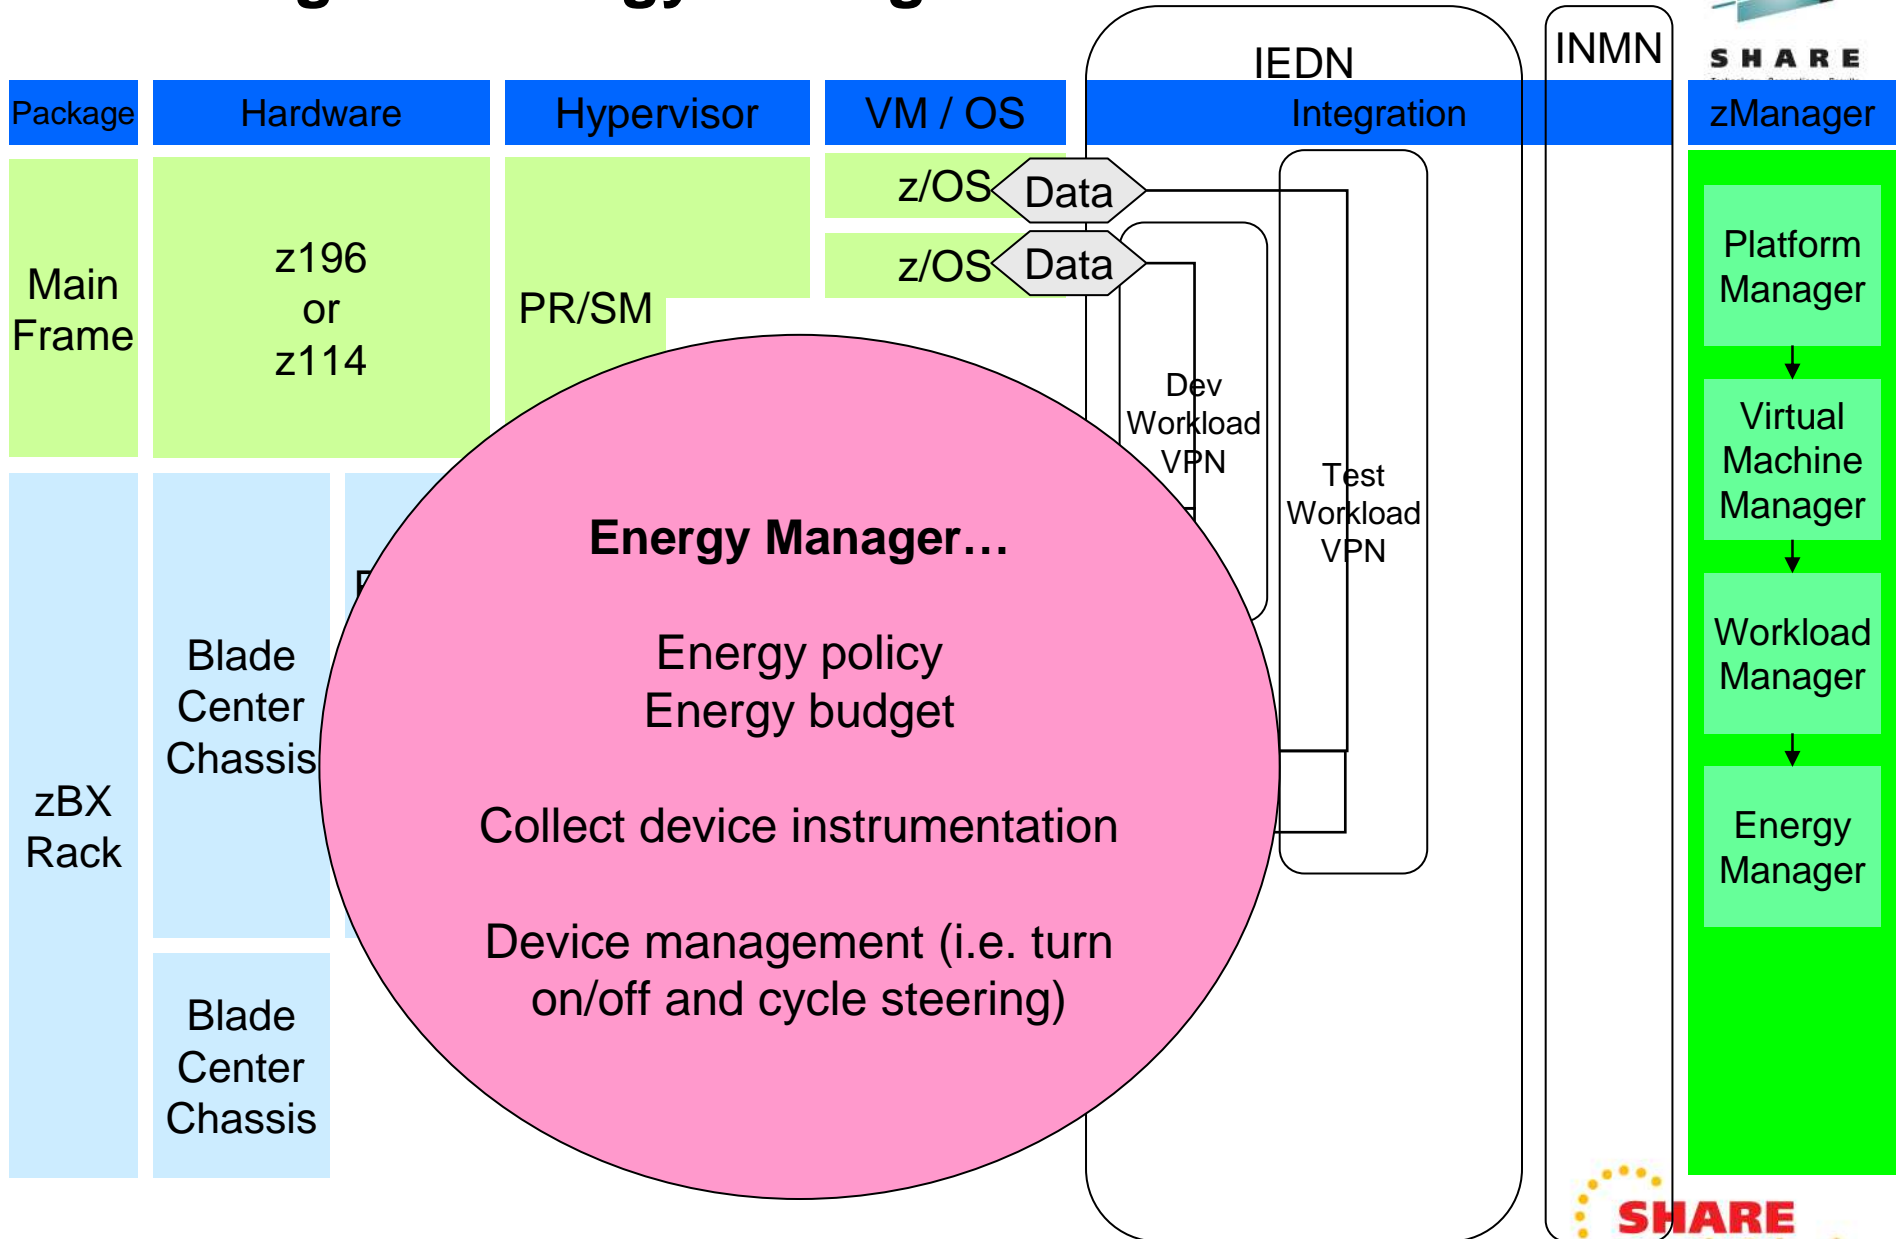 IEDN
INMN
SHARE
Package
Hardware
Hypervisor
VM / OS
Integration
zManager
Main
Frame
z196
or
z114
PR/SM
z/OS
Data
z/OS
Data
Dev
Workload
VPN
Test
Workload
VPN
Platform
Manager
Virtual
Machine
Manager
Workload
Manager
Energy
Manager
zBX
Rack
Blade
Center
Chassis
Blade
Center
Chassis
Energy Manager…
Energy policy
Energy budget
Collect device instrumentation
Device management (i.e. turn
on/off and cycle steering)
SHARE